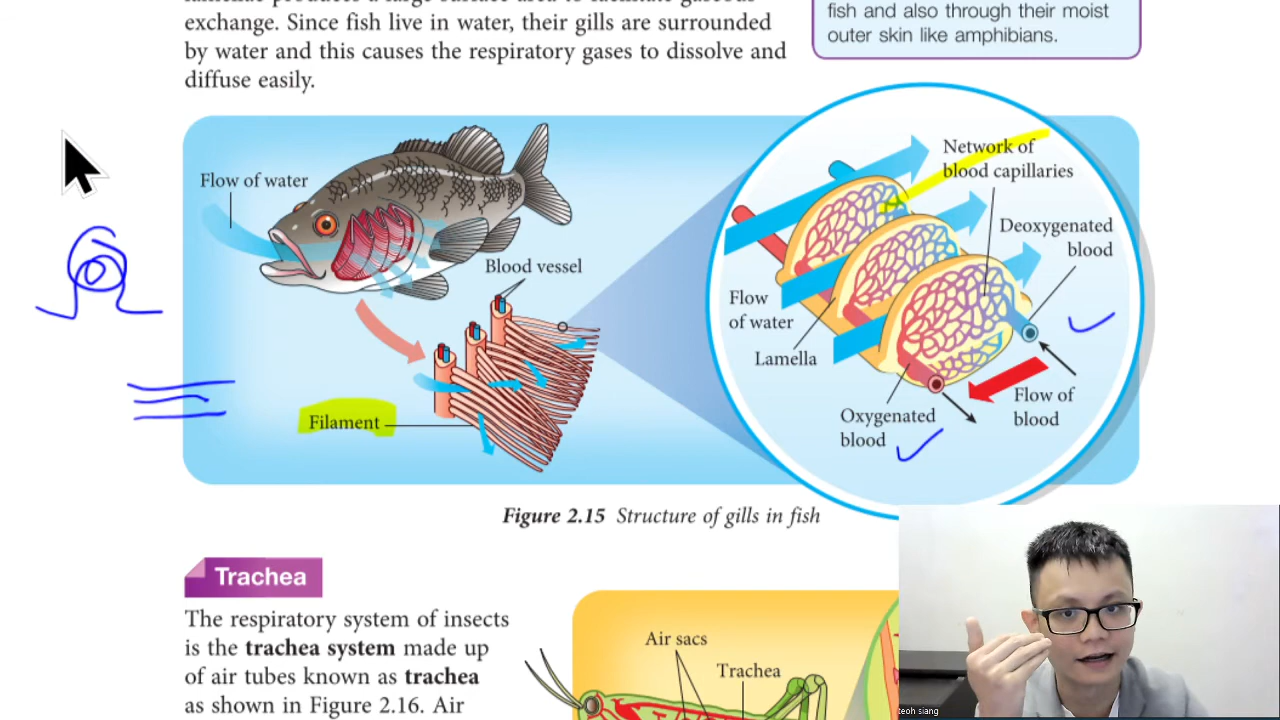 exchange. Since fish live in water, their gills are surrounded
by water and this causes the respiratory gases to dissolve and
diffuse easily.
fish and also through their moist
outer skin like amphibians.
Flow of water
Blood vessel
Filament
Network of
blood capillaries
Deoxygenated
blood
Flow
of water
Lamella
Oxygenated
blood
Flow of
blood
Figure 2.15 Structure of gills in fish
Trachea
The respiratory system of insects
is the trachea system made up
of air tubes known as trachea
as shown in Figure 2.16. Air
Air sacs
Trachea
teoh siang